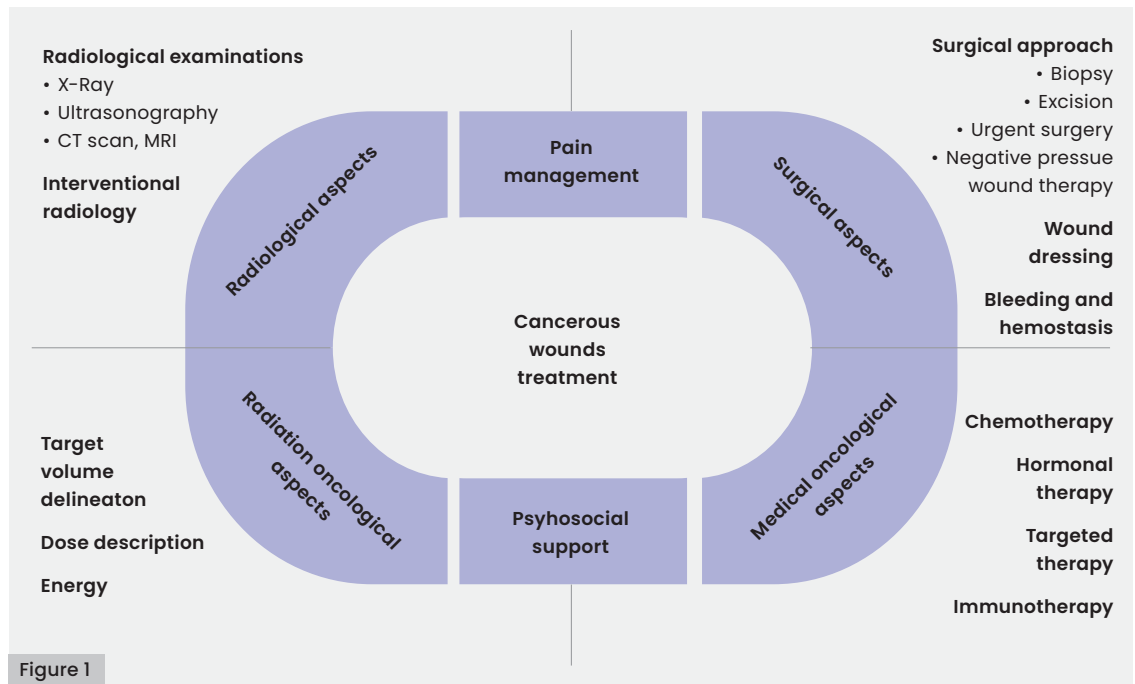 Radiological examinations
• X-Ray
• Ultrasonography
• CT scan, MRI
Interventional
radiology
Surgical approach
• Biopsy
• Excision
• Urgent surgery
• Negative pressue
wound therapy
Wound
dressing
Bleeding and
hemostasis
Radiological aspects
Pain
management
Surgical aspects
Cancerous
wounds
treatment
Radiation oncological
aspects
Psyhosocial
support
Medical oncological
aspects
Target
volume
delineaton
Dose description
Energy
Chemotherapy
Hormonal
therapy
Targeted
therapy
Immunotherapy
Figure 1